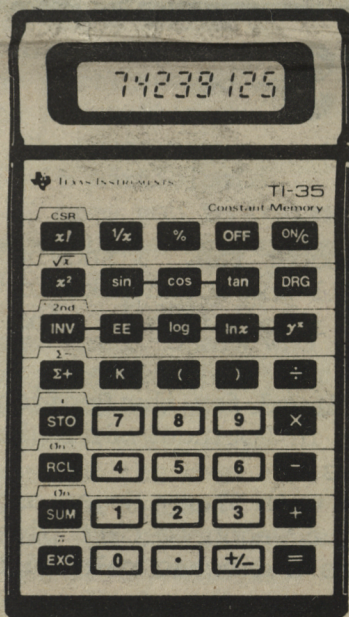 74239125
TEXAS INSTRUMENTS
TI-35
Constant Memory
CSR
x! 1/x % OFF ON/C
√x
x² sin cos tan DRG
2nd
INV EE log lnx yˣ
Σ-
Σ+ K ( ) ÷
STO 7 8 9 ×
RCL 4 5 6 -
SUM 1 2 3 +
π
EXC 0 . +/- =